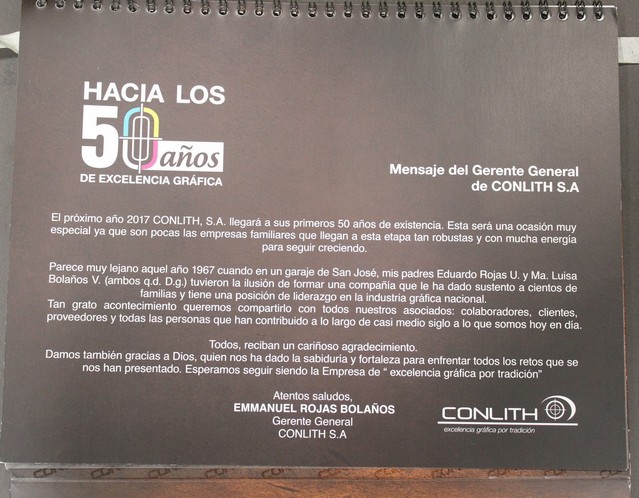 HACIA LOS
50 años
DE EXCELENCIA GRÁFICA
Mensaje del Gerente General
de CONLITH S.A
El próximo año 2017 CONLITH, S.A. llegará a sus primeros 50 años de existencia. Esta será una ocasión muy
especial ya que son pocas las empresas familiares que llegan a esta etapa tan robustas y con mucha energía
para seguir creciendo.
Parece muy lejano aquel año 1967 cuando en un garaje de San José, mis padres Eduardo Rojas U. y Ma. Luisa
Bolaños V. (ambos q.d. D.g.) tuvieron la ilusión de formar una compañía que le ha dado sustento a cientos de
familias y tiene una posición de liderazgo en la industria gráfica nacional.
Tan grato acontecimiento queremos compartirlo con todos nuestros asociados: colaboradores, clientes,
proveedores y todas las personas que han contribuido a lo largo de casi medio siglo a lo que somos hoy en día.
Todos, reciban un cariñoso agradecimiento.
Damos también gracias a Dios, quien nos ha dado la sabiduría y fortaleza para enfrentar todos los retos que se
nos han presentado. Esperamos seguir siendo la Empresa de “ excelencia gráfica por tradición”
Atentos saludos,
EMMANUEL ROJAS BOLAÑOS
Gerente General
CONLITH S.A
CONLITH
excelencia gráfica por tradición